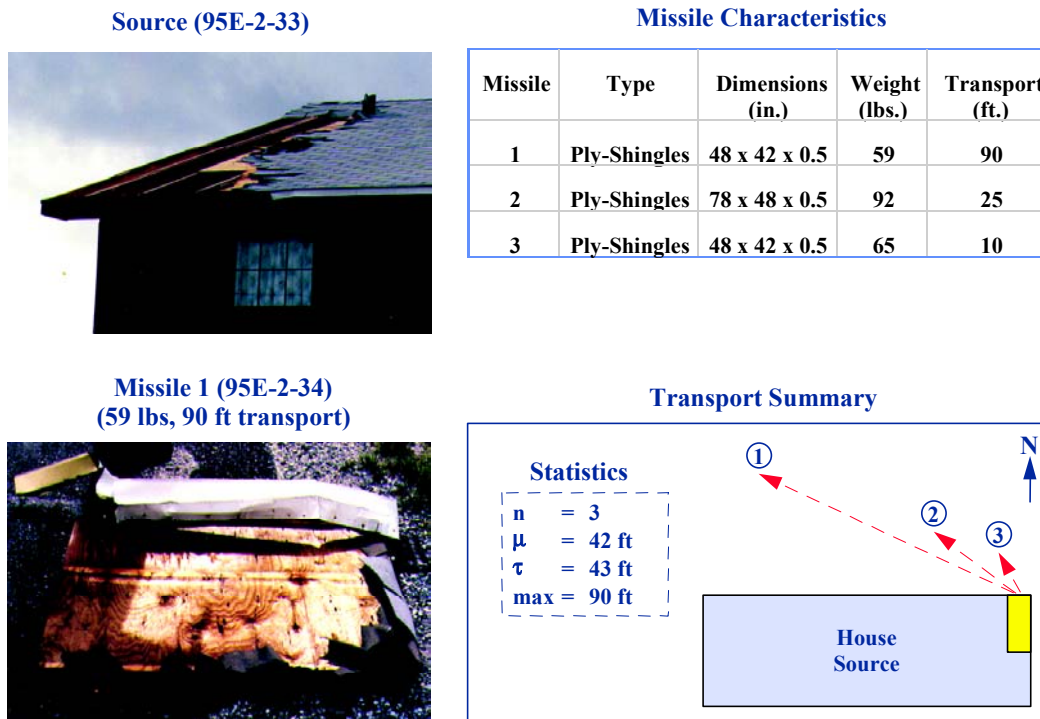 Source (95E-2-33)
Missile Characteristics
Missile Type Dimensions (in.) Weight (lbs.) Transport (ft.)
1 Ply-Shingles 48 x 42 x 0.5 59 90
2 Ply-Shingles 78 x 48 x 0.5 92 25
3 Ply-Shingles 48 x 42 x 0.5 65 10
Missile 1 (95E-2-34)
(59 lbs, 90 ft transport)
Transport Summary
Statistics
n = 3
μ = 42 ft
τ = 43 ft
max = 90 ft
1
2
3
N
House
Source